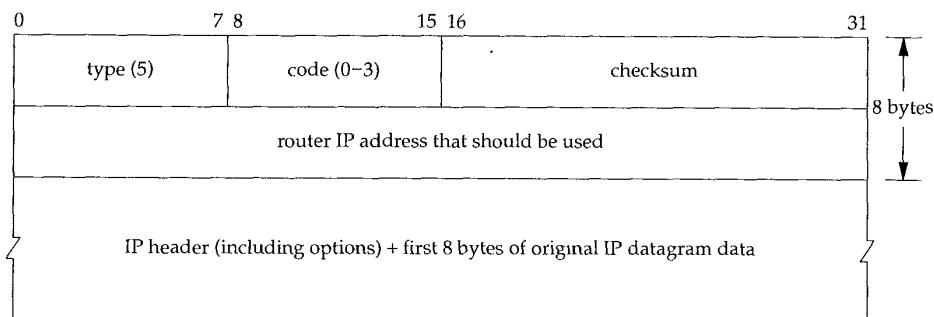 0 7 8 15 16 31
type (5) code (0–3) checksum
8 bytes
router IP address that should be used
IP header (including options) + first 8 bytes of original IP datagram data